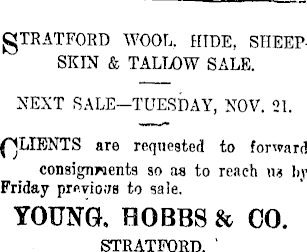 STRATFORD WOOL, HIDE, SHEEP-
SKIN & TALLOW SALE.
NEXT SALE—TUESDAY, NOV. 21.
CLIENTS are requested to forward
consignments so as to reach us by
Friday previous to sale.
YOUNG, HOBBS & CO.
STRATFORD.